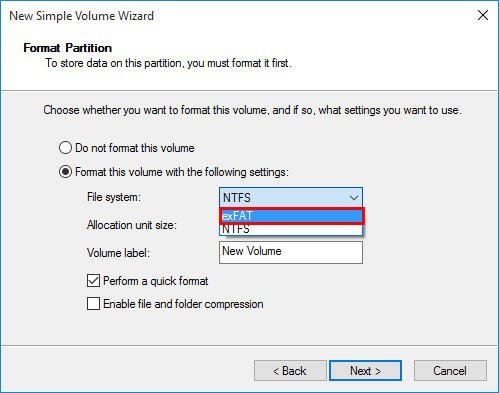 New Simple Volume Wizard
Format Partition
To store data on this partition, you must format it first.
Choose whether you want to format this volume, and if so, what settings you want to use.
Do not format this volume
Format this volume with the following settings:
File system: NTFS
exFAT
Allocation unit size: NTFS
Volume label: New Volume
Perform a quick format
Enable file and folder compression
< Back Next > Cancel